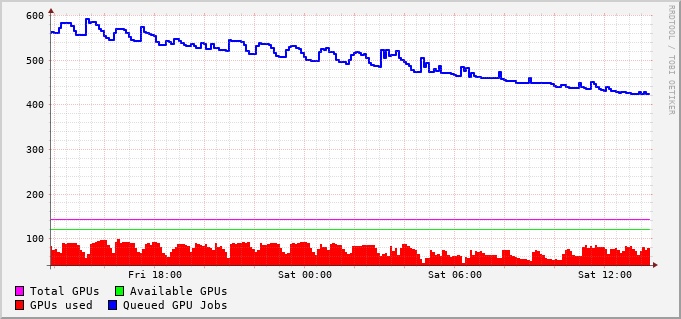 600
500
400
300
200
100
Fri 18:00 Sat 00:00 Sat 06:00 Sat 12:00
Total GPUs Available GPUs
GPUs used Queued GPU Jobs
RRDTOOL / TOBI OETIKER